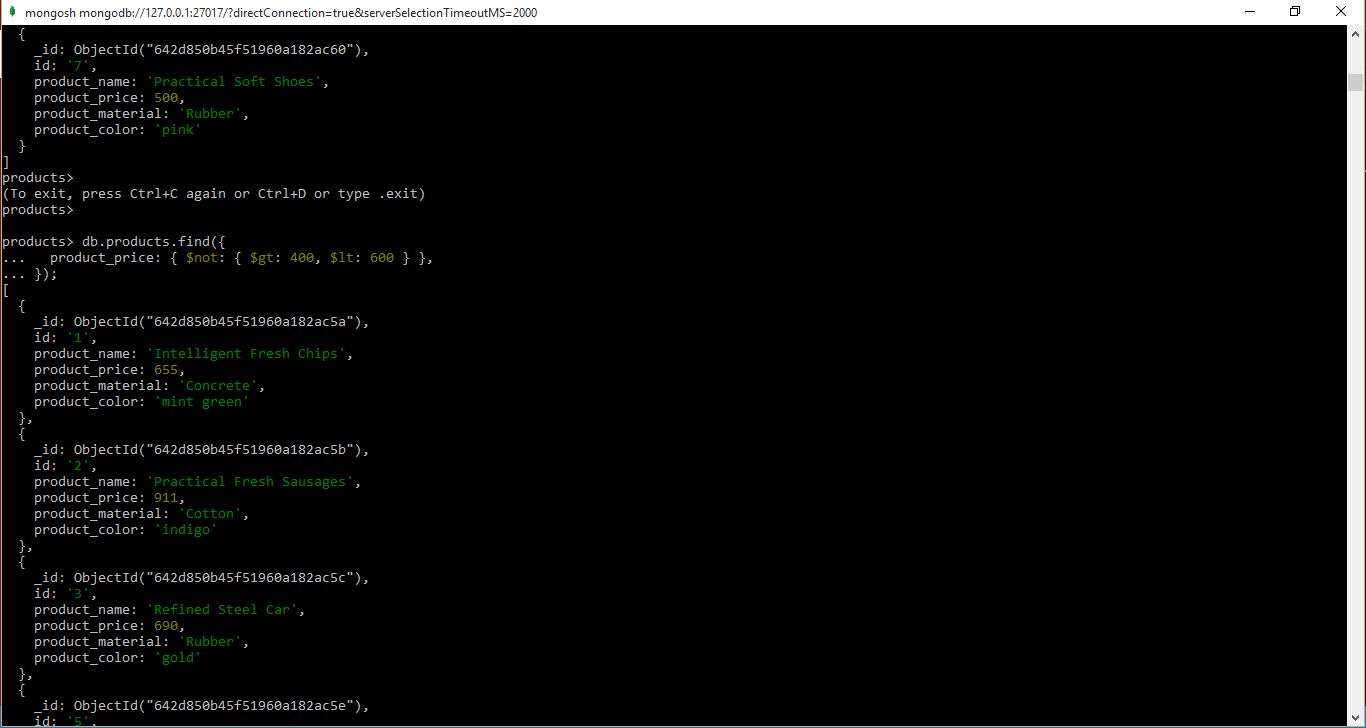 mongosh mongodb://127.0.0.1:27017/?directConnection=true&serverSelectionTimeoutMS=2000
  {
    _id: ObjectId("642d850b45f51960a182ac60"),
    id: '7',
    product_name: 'Practical Soft Shoes',
    product_price: 500,
    product_material: 'Rubber',
    product_color: 'pink'
  }
]
products>
(To exit, press Ctrl+C again or Ctrl+D or type .exit)
products>
products> db.products.find({
...   product_price: { $not: { $gt: 400, $lt: 600 } },
... });
[
  {
    _id: ObjectId("642d850b45f51960a182ac5a"),
    id: '1',
    product_name: 'Intelligent Fresh Chips',
    product_price: 655,
    product_material: 'Concrete',
    product_color: 'mint green'
  },
  {
    _id: ObjectId("642d850b45f51960a182ac5b"),
    id: '2',
    product_name: 'Practical Fresh Sausages',
    product_price: 911,
    product_material: 'Cotton',
    product_color: 'indigo'
  },
  {
    _id: ObjectId("642d850b45f51960a182ac5c"),
    id: '3',
    product_name: 'Refined Steel Car',
    product_price: 690,
    product_material: 'Rubber',
    product_color: 'gold'
  },
  {
    _id: ObjectId("642d850b45f51960a182ac5e"),
    id: '5',